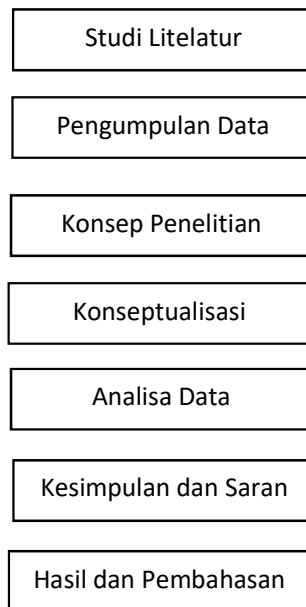 Studi Litelatur
Pengumpulan Data
Konsep Penelitian
Konseptualisasi
Analisa Data
Kesimpulan dan Saran
Hasil dan Pembahasan